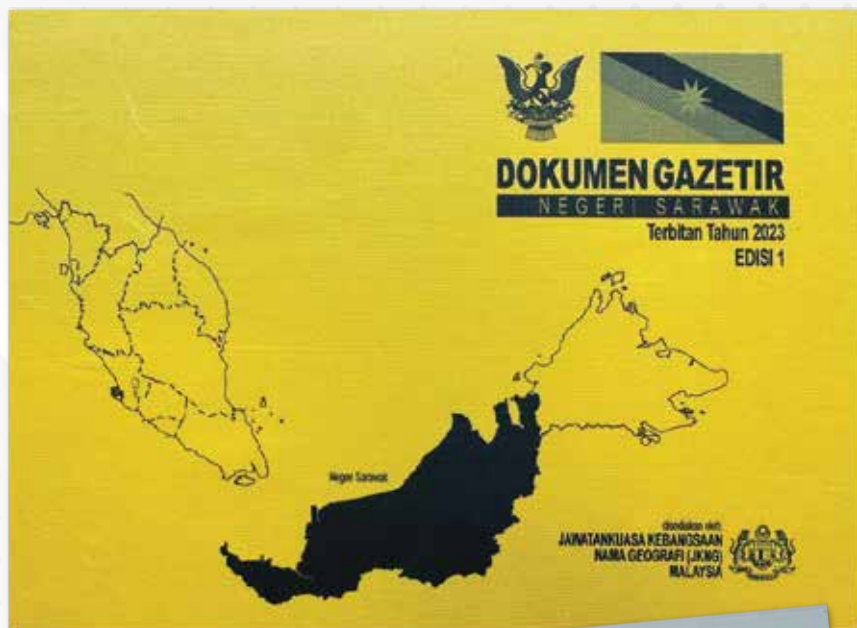 DOKUMEN GAZETIR
NEGERI SARAWAK
Terbitan Tahun 2023
EDISI 1
Negeri Sarawak
disediakan oleh:
JAWATANKUASA KEBANGSAAN
NAMA GEOGRAFI (JKNG)
MALAYSIA